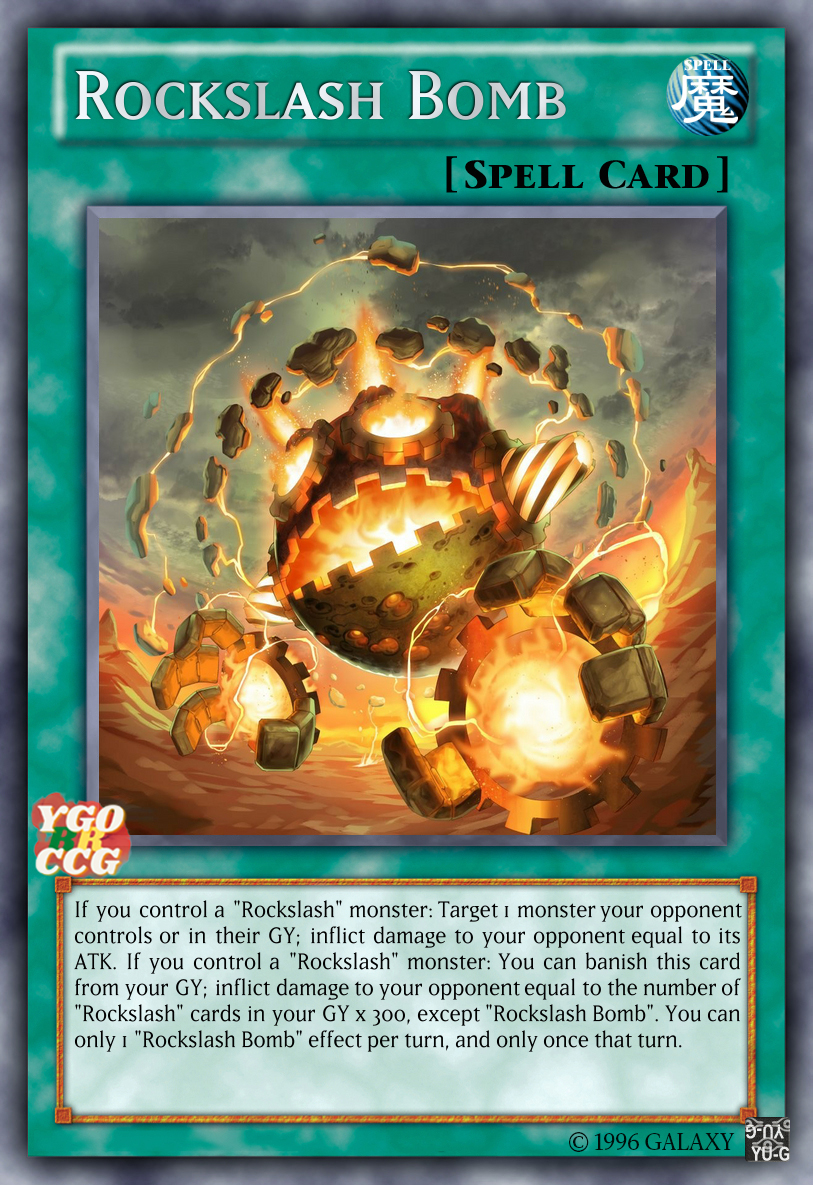 Rockslash Bomb
SPELL
魔
[Spell Card]
YGO
RR
CCG
If you control a "Rockslash" monster: Target 1 monster your opponent
controls or in their GY; inflict damage to your opponent equal to its
ATK. If you control a "Rockslash" monster: You can banish this card
from your GY; inflict damage to your opponent equal to the number of
"Rockslash" cards in your GY x 300, except "Rockslash Bomb". You can
only 1 "Rockslash Bomb" effect per turn, and only once that turn.
© 1996 GALAXY
YU-G
YU-G